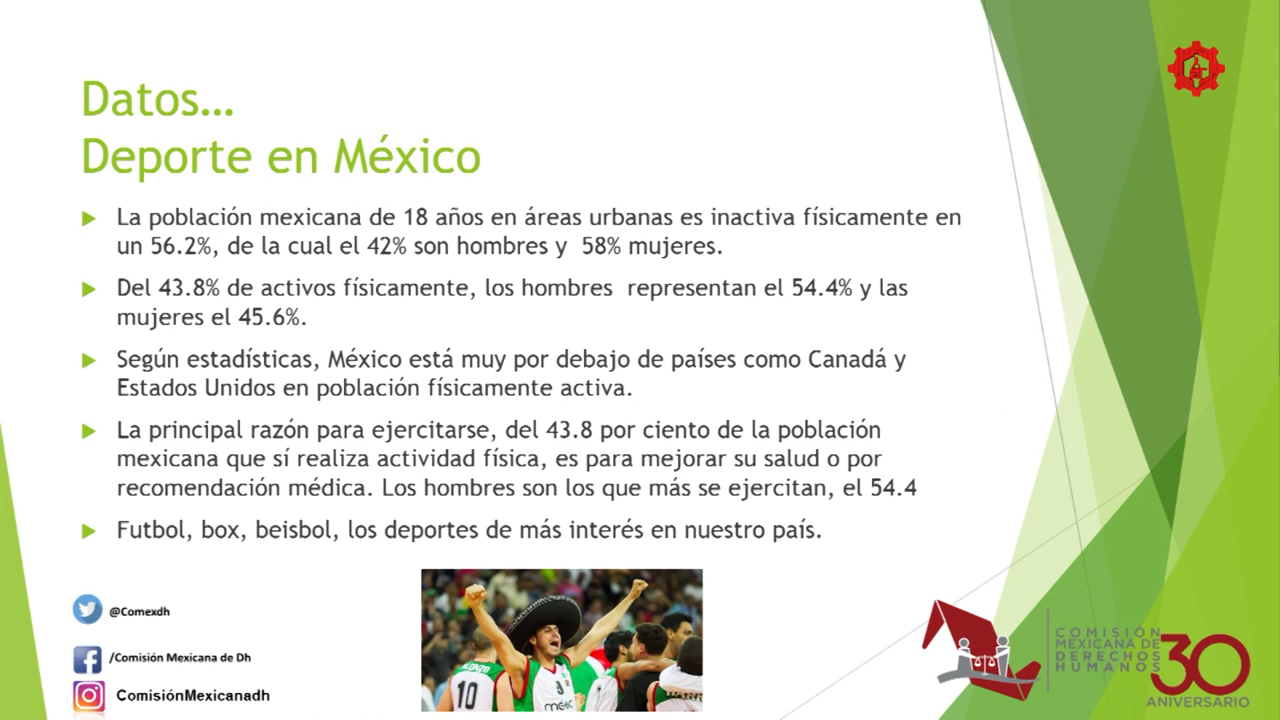 Datos…
Deporte en México
La población mexicana de 18 años en áreas urbanas es inactiva físicamente en
un 56.2%, de la cual el 42% son hombres y 58% mujeres.
Del 43.8% de activos físicamente, los hombres representan el 54.4% y las
mujeres el 45.6%.
Según estadísticas, México está muy por debajo de países como Canadá y
Estados Unidos en población físicamente activa.
La principal razón para ejercitarse, del 43.8 por ciento de la población
mexicana que sí realiza actividad física, es para mejorar su salud o por
recomendación médica. Los hombres son los que más se ejercitan, el 54.4
Futbol, box, beisbol, los deportes de más interés en nuestro país.
@Comexdh
/Comisión Mexicana de Dh
ComisiónMexicanadh
10
9
COMISIÓN
MEXICANA DE
DERECHOS
HUMANOS
30
ANIVERSARIO